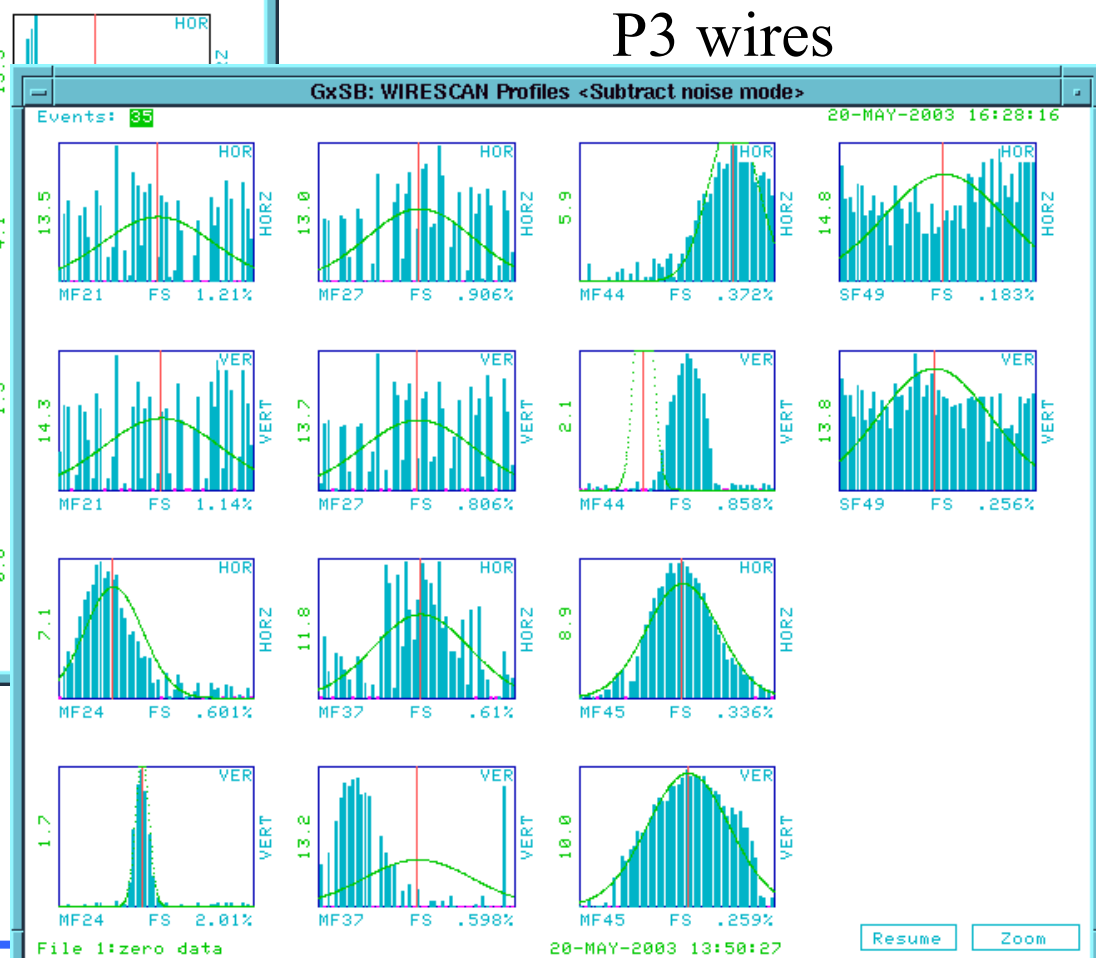 P3 wires
HOR
GxSB: WIRESCAN Profiles <Subtract noise mode>
Events: 35
20-MAY-2003 16:28:16
13.5
HOR
HORZ
MF21 FS 1.21%
13.0
HOR
HORZ
MF27 FS .906%
5.9
HOR
HORZ
MF44 FS .372%
14.8
HOR
HORZ
SF49 FS .183%
14.3
VER
VERT
MF21 FS 1.14%
13.7
VER
VERT
MF27 FS .806%
2.1
VER
VERT
MF44 FS .858%
13.8
VER
VERT
SF49 FS .256%
7.1
HOR
HORZ
MF24 FS .601%
11.8
HOR
HORZ
MF37 FS .61%
8.9
HOR
HORZ
MF45 FS .336%
1.7
VER
VERT
MF24 FS 2.01%
13.2
VER
VERT
MF37 FS .598%
10.0
VER
VERT
MF45 FS .259%
File 1:zero data
20-MAY-2003 13:50:27
Resume
Zoom